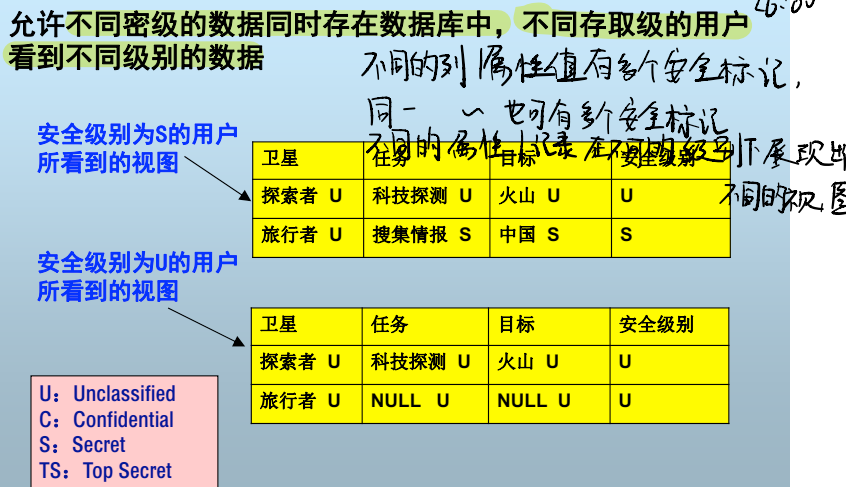 26:00
允许不同密级的数据同时存在数据库中，不同存取级的用户
看到不同级别的数据
不同的列属性值有多个安全标记，
同一 ~ 也可有多个安全标记
不同的属性/记录在不同的级别下展现出
不同的视图
安全级别为S的用户
所看到的视图
卫星 任务 目标 安全级别
探索者 U 科技探测 U 火山 U U
旅行者 U 搜集情报 S 中国 S S
安全级别为U的用户
所看到的视图
卫星 任务 目标 安全级别
探索者 U 科技探测 U 火山 U U
旅行者 U NULL U NULL U U
U：Unclassified
C：Confidential
S：Secret
TS：Top Secret